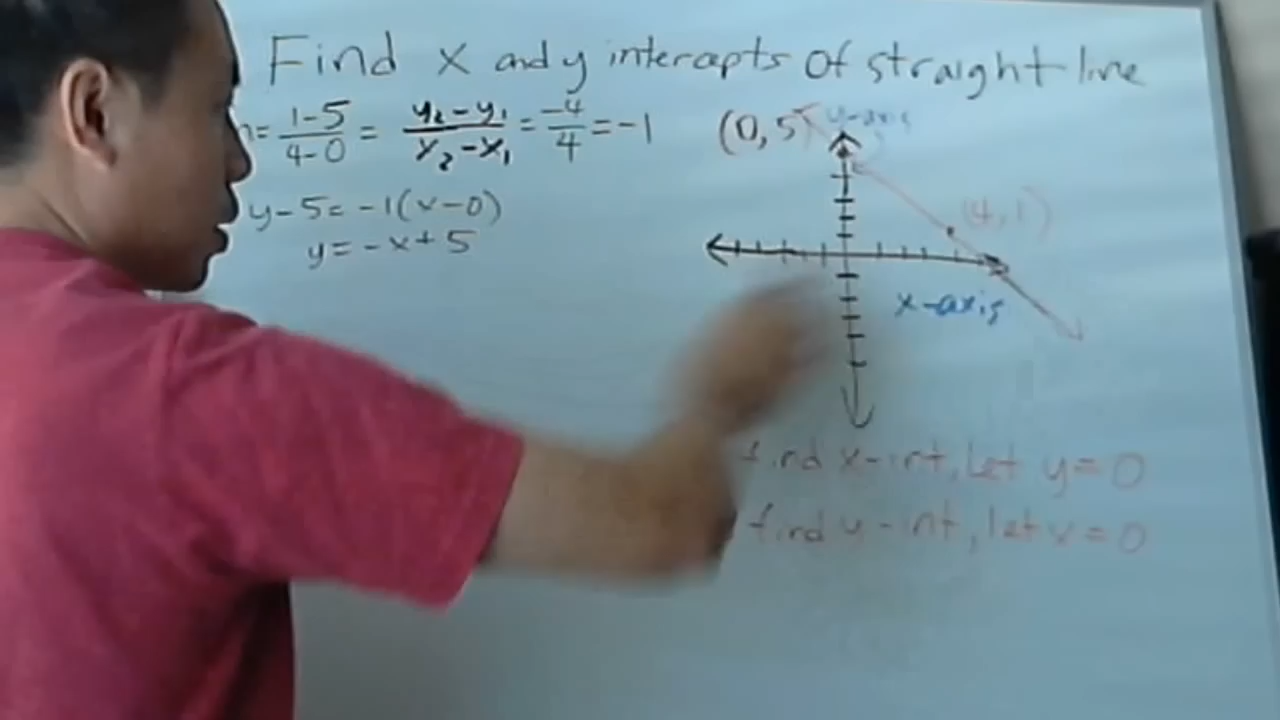 Find x and y intercepts of straight line
= 1-5 / 4-0 = y₂-y₁ / x₂-x₁ = -4 / 4 = -1
(0,5)
y-axis
y-5 = -1(x-0)
(4,1)
y = -x+5
x-axis
find x-int, let y=0
find y-int, let x=0